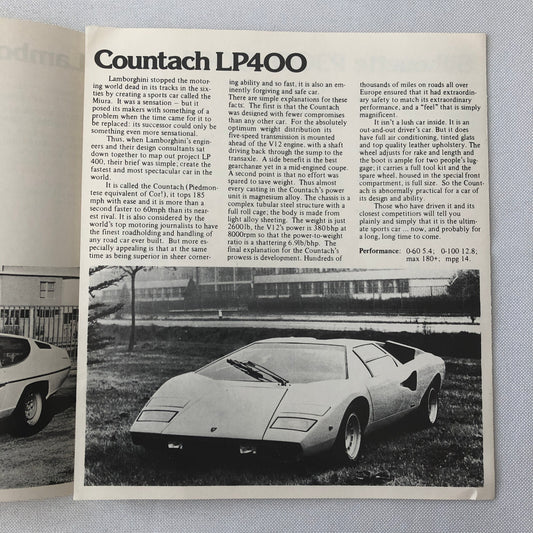 Countach LP400
Lamborghini stopped the motor-
ing world dead in its tracks in the six-
ties by creating a sports car called the
Miura. It was a sensation — but it
posed its makers with something of a
problem when the time came for it to
be replaced: its successor could only be
something even more sensational.
Thus, when Lamborghini's engin-
eers and their design consultants sat
down together to map out project LP
400, their brief was simple; create the
fastest and most spectacular car in the
world.
It is called the Countach (Piedmon-
tese equivalent of Cor!), it tops 185
mph with ease and it is more than a
second faster to 60mph than its near-
est rival. It is also considered by the
world's top motoring journalists to have
the finest roadholding and handling of
any road car ever built. But more es-
pecially appealing is that at the same
time as being superior in sheer corner-
ing ability and so fast, it is also an em-
inently forgiving and safe car.
There are simple explanations for these
facts. The first is that the Countach
was designed with fewer compromises
than any other car. For the absolutely
optimum weight distribution its
five-speed transmission is mounted
ahead of the V12 engine, with a shaft
driving back through the sump to the
transaxle. A side benefit is the best
gearchange yet in a mid-engined coupe.
A second point is that no effort was
spared to save weight. Thus almost
every casting in the Countach's power
unit is magnesium alloy. The chassis is a
complex tubular steel structure with a
full roll cage; the body is made from
light alloy sheeting. The weight is just
2600lb, the V12's power is 380bhp at
8000rpm so that the power-to-weight
ratio is a shattering 6.9lb/bhp. The
final explanation for the Countach's
prowess is development. Hundreds of
thousands of miles on roads all over
Europe ensured that it had extraordin-
ary safety to match its extraordinary
performance, and a "feel" that is simply
magnificent.
It isn't a lush car inside. It is an
out-and-out driver's car. But it does
have full air conditioning, tinted glass
and top quality leather upholstery. The
wheel adjusts for rake and length and
the boot is ample for two people's lug-
gage; it carries a full tool kit and the
spare wheel, housed in the special front
compartment, is full size. So the Count-
ach is abnormally practical for a car of
its design and ability.
Those who have driven it and its
closest competitors will tell you
plainly and simply that it is the ultim-
ate sports car ... now, and probably for
a long, long time to come.
Performance: 0-60 5.4; 0-100 12.8;
max 180+; mpg 14.